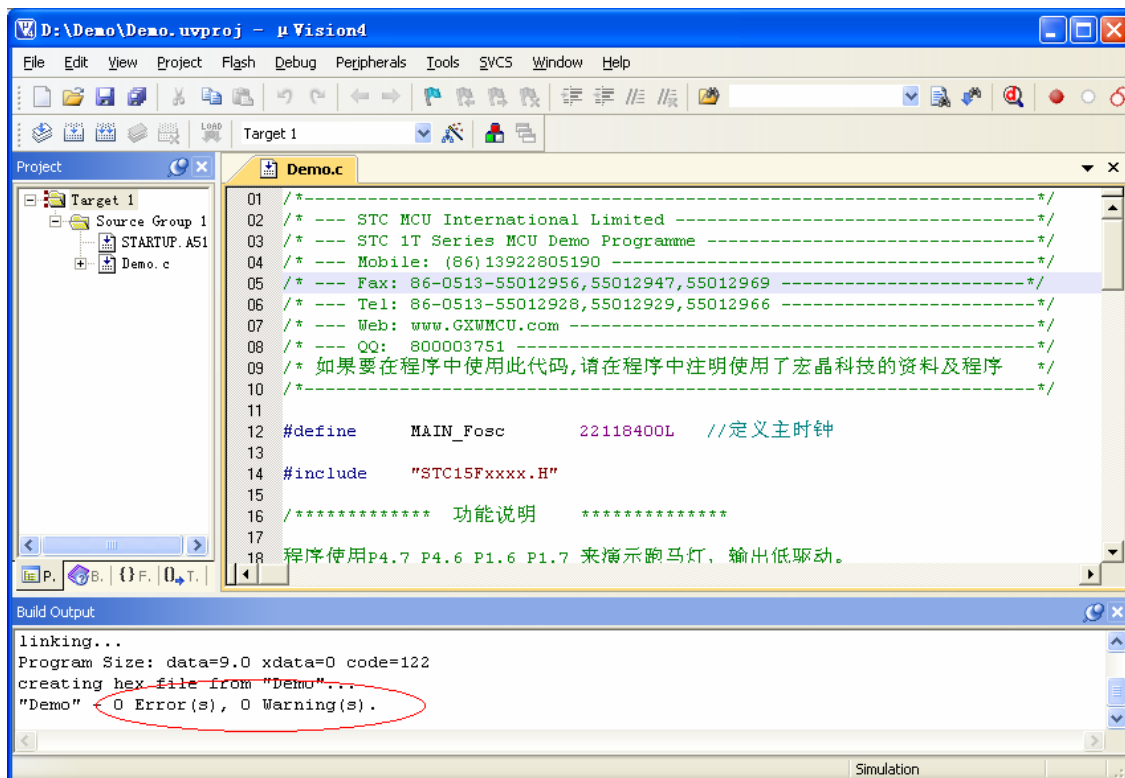 D:\Demo\Demo.uvproj - µVision4
File Edit View Project Flash Debug Peripherals Tools SVCS Window Help
LOAD Target 1
Project
Demo.c
Target 1
Source Group 1
STARTUP.A51
Demo.c
01 /*---------------------------------------------------------------------*/
02 /* --- STC MCU International Limited ----------------------------------*/
03 /* --- STC 1T Series MCU Demo Programme -------------------------------*/
04 /* --- Mobile: (86)13922805190 ----------------------------------------*/
05 /* --- Fax: 86-0513-55012956,55012947,55012969 -----------------------*/
06 /* --- Tel: 86-0513-55012928,55012929,55012966 -------------------------*/
07 /* --- Web: www.GXWMCU.com --------------------------------------------*/
08 /* --- QQ: 800003751 -------------------------------------------------*/
09 /* 如果要在程序中使用此代码,请在程序中注明使用了宏晶科技的资料及程序 */
10 /*---------------------------------------------------------------------*/
11
12 #define MAIN_Fosc 22118400L //定义主时钟
13
14 #include "STC15Fxxxx.H"
15
16 /************* 功能说明 **************
17
18 程序使用P4.7 P4.6 P1.6 P1.7 来演示跑马灯, 输出低驱动。
P. B. {} F. 0 T.
Build Output
linking...
Program Size: data=9.0 xdata=0 code=122
creating hex file from "Demo"...
"Demo" - 0 Error(s), 0 Warning(s).
Simulation